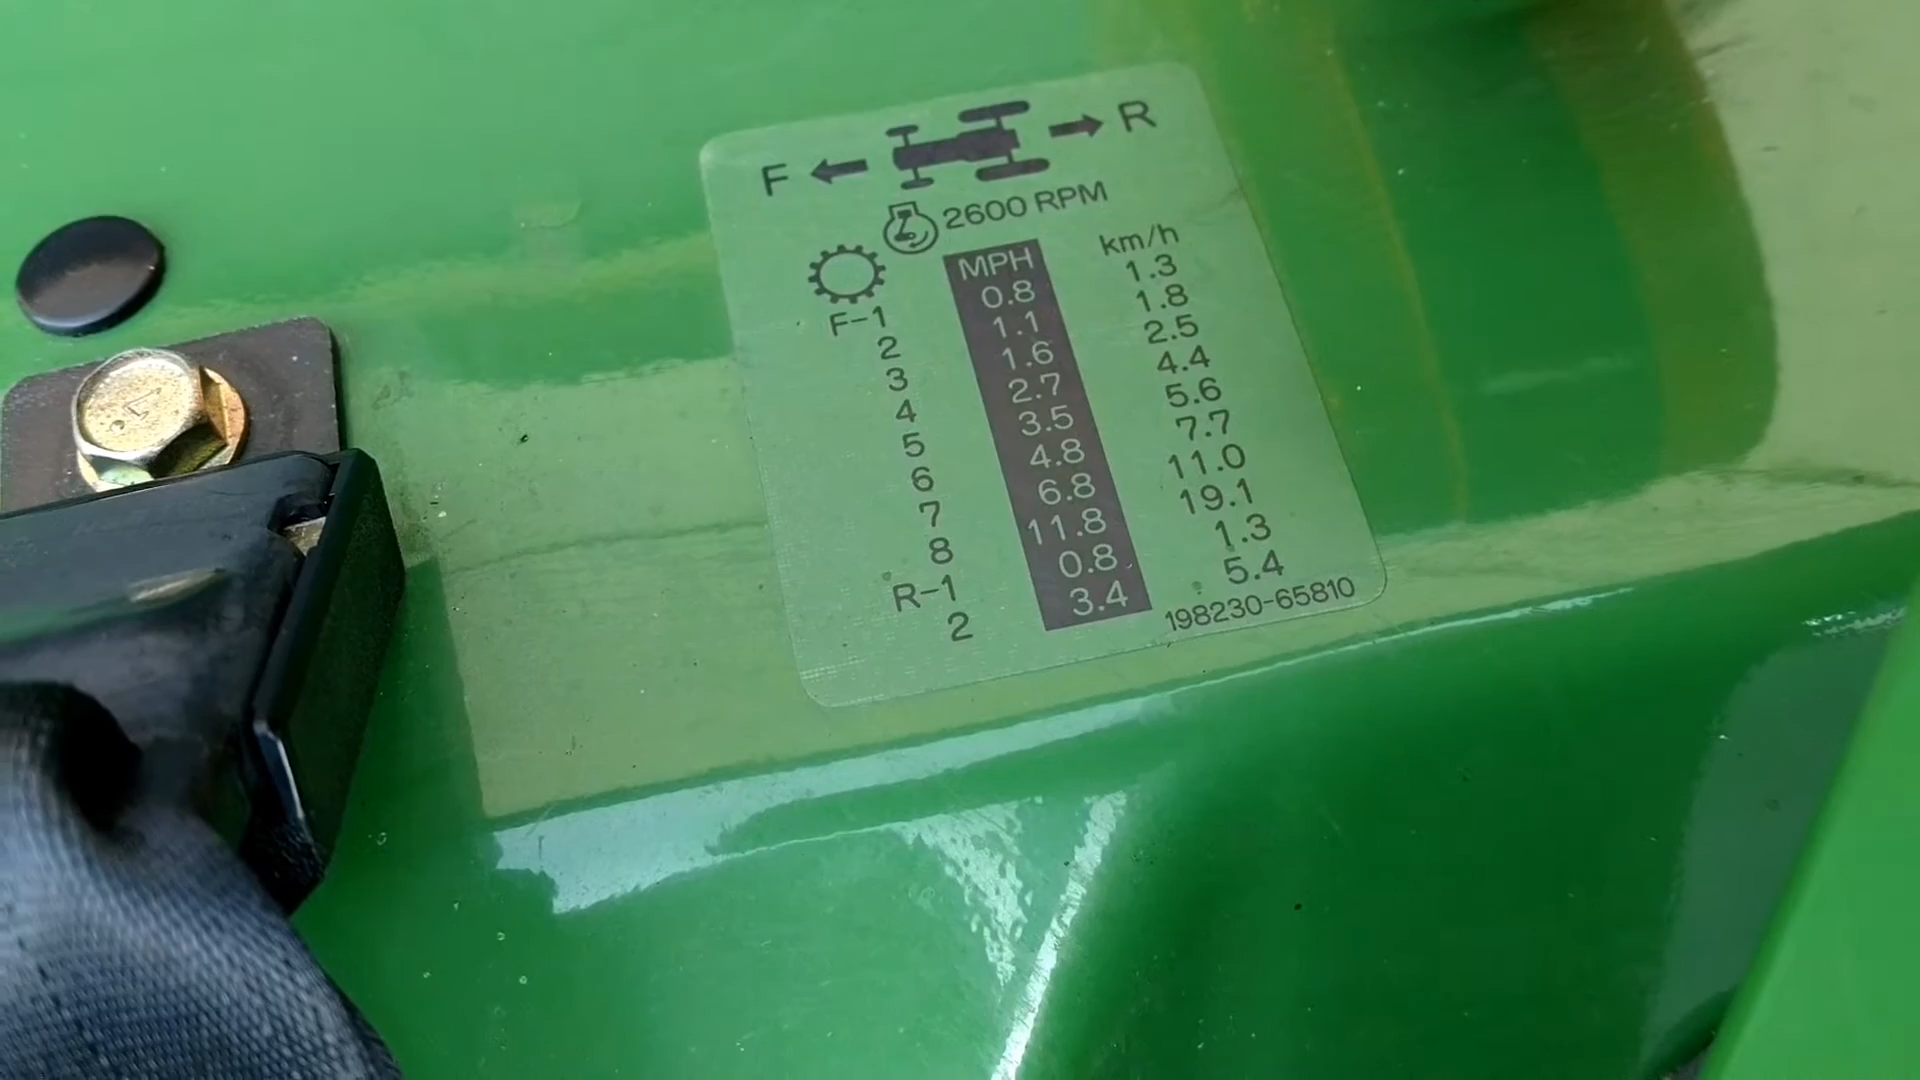 F R
2600 RPM
MPH km/h
F-1 0.8 1.3
2 1.1 1.8
3 1.6 2.5
4 2.7 4.4
5 3.5 5.6
6 4.8 7.7
7 6.8 11.0
8 11.8 19.1
R-1 0.8 1.3
2 3.4 5.4
198230-65810